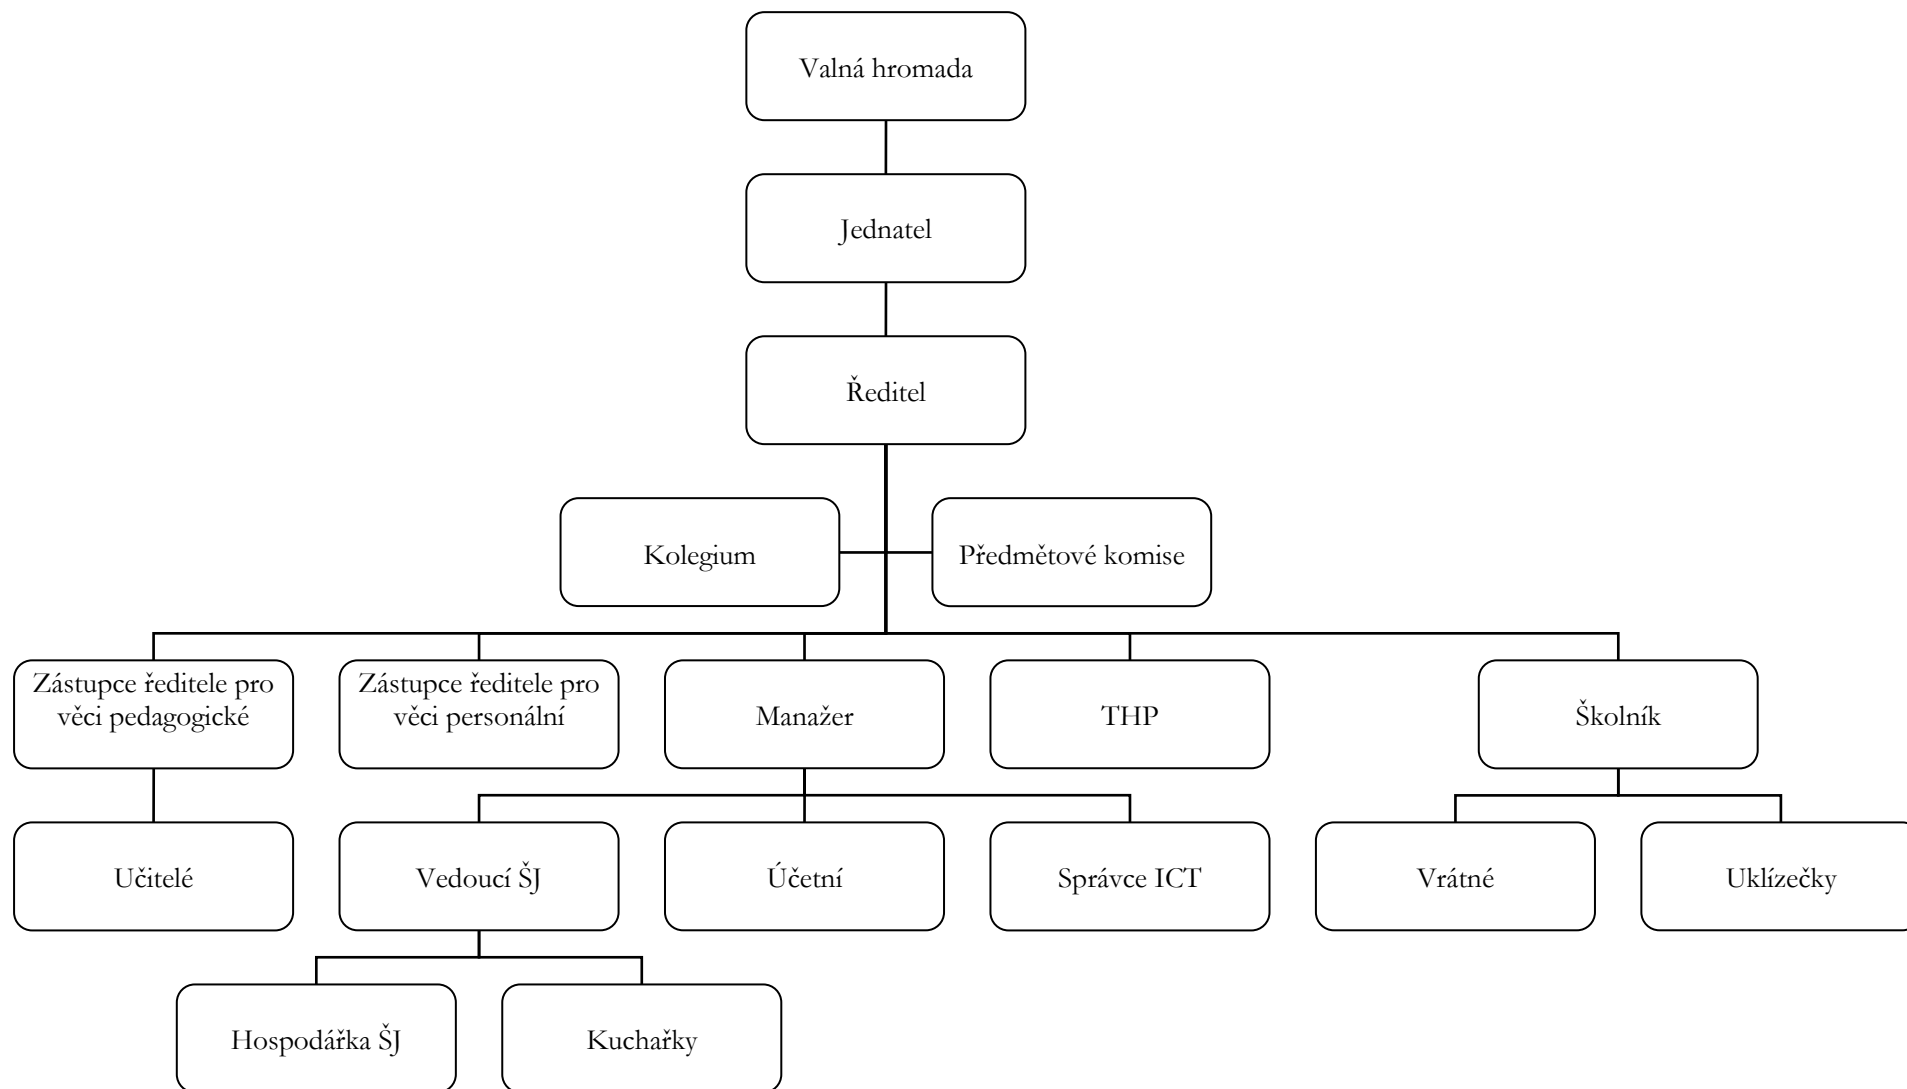 Valná hromada
Jednatel
Ředitel
Kolegium
Předmětové komise
Zástupce ředitele pro
věci pedagogické
Zástupce ředitele pro
věci personální
Manažer
THP
Školník
Učitelé
Vedoucí ŠJ
Účetní
Správce ICT
Vrátné
Uklízečky
Hospodářka ŠJ
Kuchařky